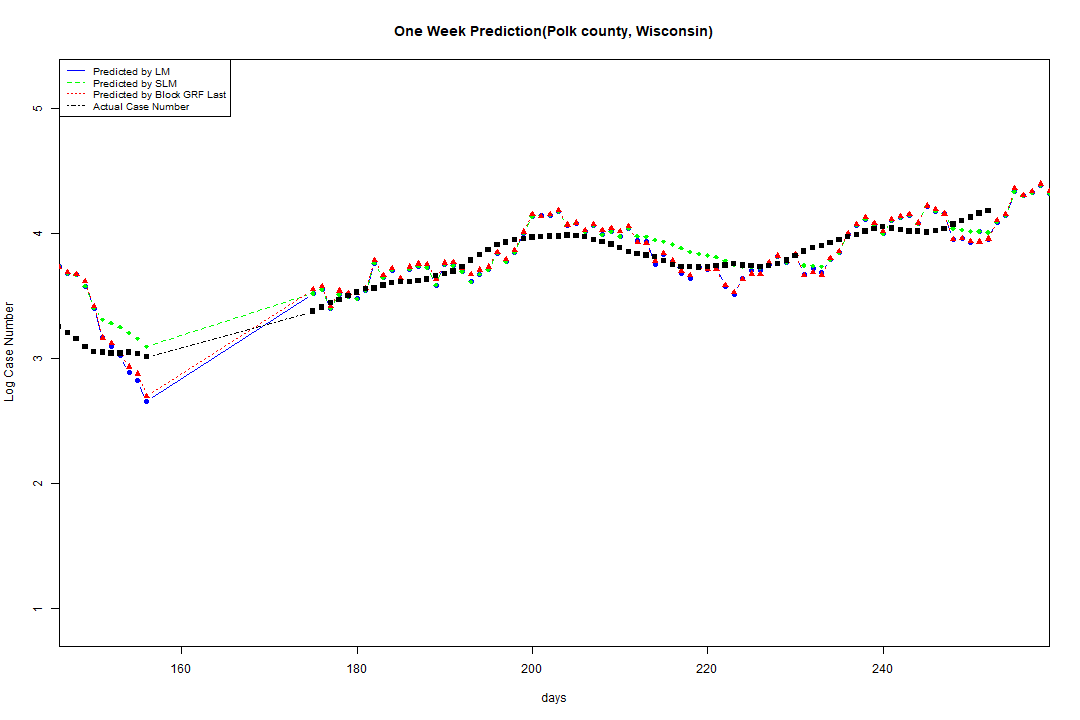 One Week Prediction(Polk county, Wisconsin)
Predicted by LM
Predicted by SLM
Predicted by Block GRF Last
Actual Case Number
5
4
3
2
1
Log Case Number
160 180 200 220 240
days